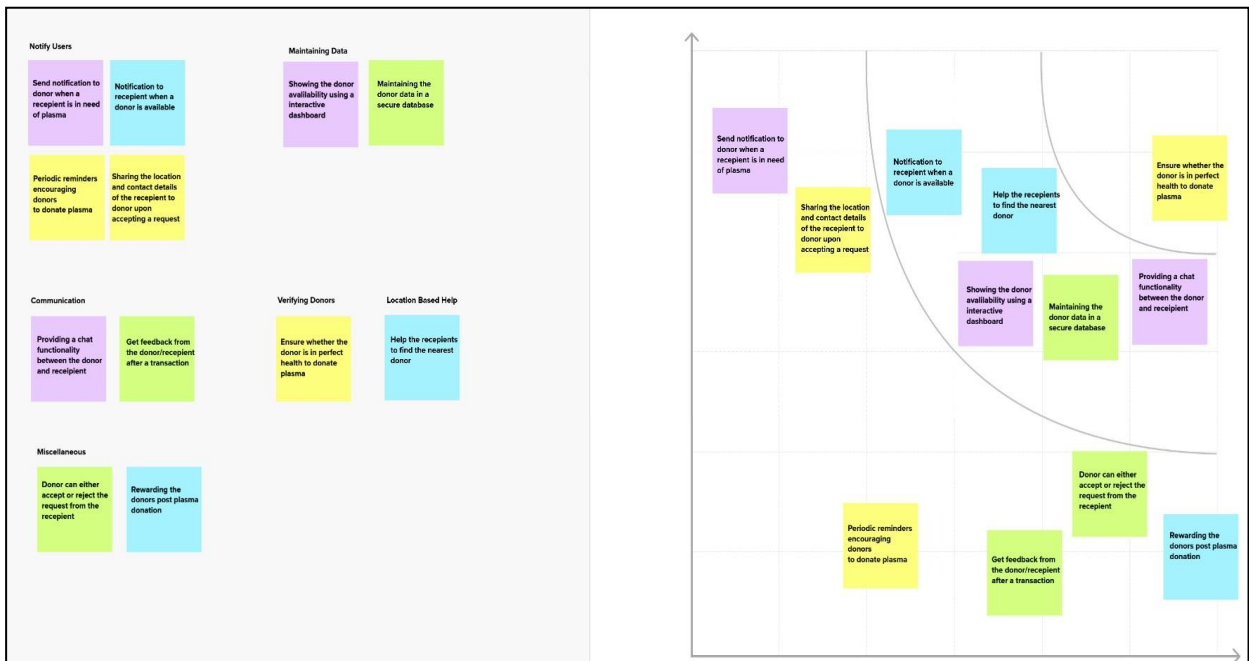 Notify Users
Send notification to
donor when a
recepient is in need
of plasma
Notification to
recepient when a
donor is available
Periodic reminders
encouraging
donors
to donate plasma
Sharing the location
and contact details
of the recepient to
donor upon
accepting a request
Maintaining Data
Showing the donor
availability using a
interactive
dashboard
Maintaining the
donor data in a
secure database
Communication
Providing a chat
functionality
between the donor
and receipient
Get feedback from
the donor/recepient
after a transaction
Verifying Donors
Ensure whether the
donor is in perfect
health to donate
plasma
Location Based Help
Help the recepients
to find the nearest
donor
Miscellaneous
Donor can either
accept or reject the
request from the
recepient
Rewarding the
donors post plasma
donation
Send notification to
donor when a
recepient is in need
of plasma
Sharing the location
and contact details
of the recepient to
donor upon
accepting a request
Notification to
recepient when a
donor is available
Help the recepients
to find the nearest
donor
Ensure whether the
donor is in perfect
health to donate
plasma
Showing the donor
availability using a
interactive
dashboard
Maintaining the
donor data in a
secure database
Providing a chat
functionality
between the donor
and receipient
Periodic reminders
encouraging
donors
to donate plasma
Get feedback from
the donor/recepient
after a transaction
Donor can either
accept or reject the
request from the
recepient
Rewarding the
donors post plasma
donation